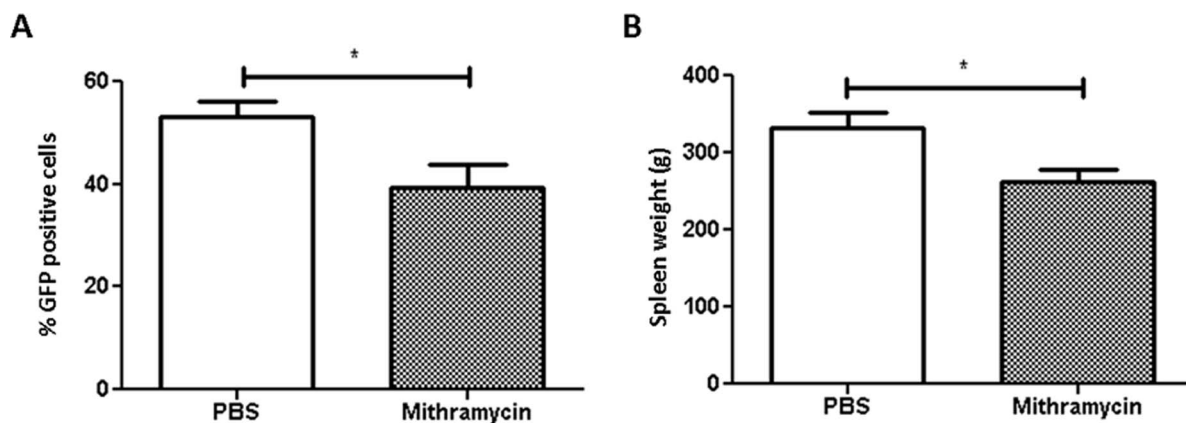 A
% GFP positive cells
60
40
20
0
*
PBS
Mithramycin
B
Spleen weight (g)
400
300
200
100
0
*
PBS
Mithramycin